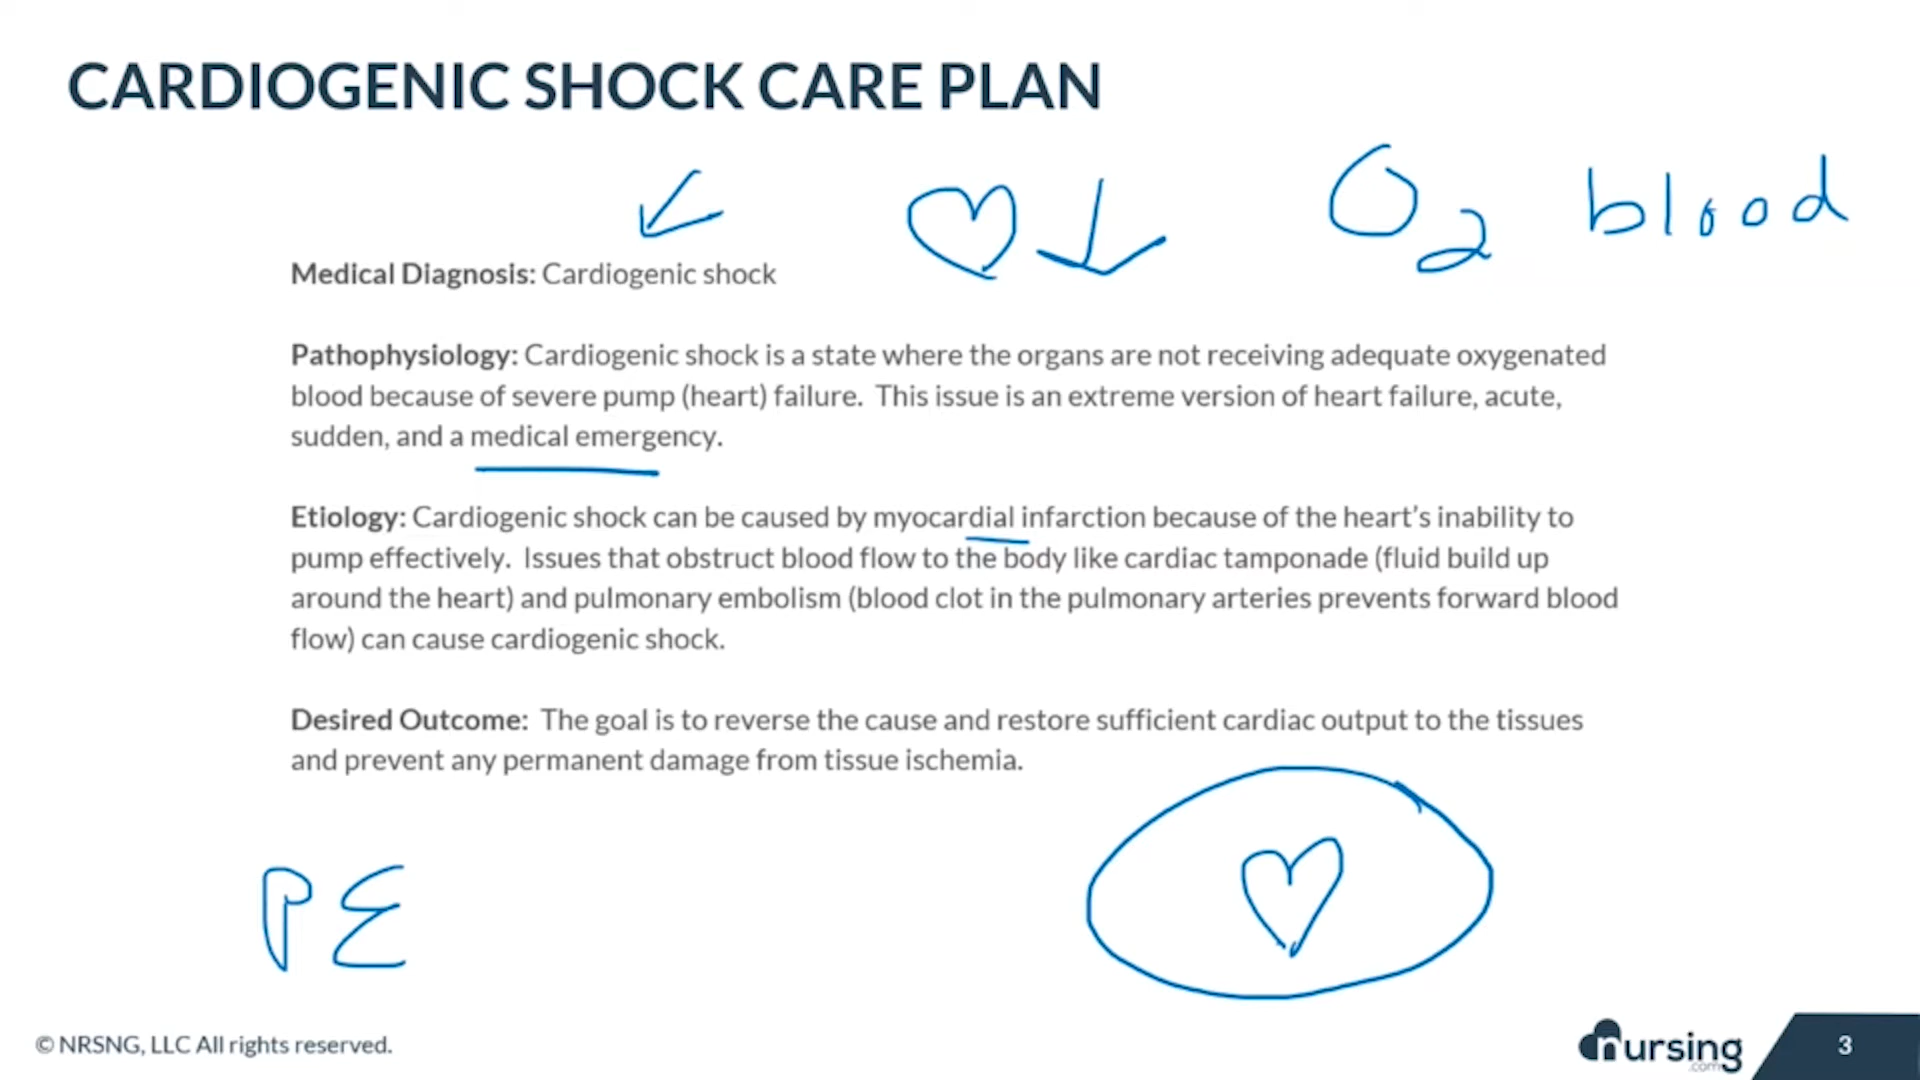 CARDIOGENIC SHOCK CARE PLAN
O2 blood
Medical Diagnosis: Cardiogenic shock
Pathophysiology: Cardiogenic shock is a state where the organs are not receiving adequate oxygenated
blood because of severe pump (heart) failure. This issue is an extreme version of heart failure, acute,
sudden, and a medical emergency.
Etiology: Cardiogenic shock can be caused by myocardial infarction because of the heart's inability to
pump effectively. Issues that obstruct blood flow to the body like cardiac tamponade (fluid build up
around the heart) and pulmonary embolism (blood clot in the pulmonary arteries prevents forward blood
flow) can cause cardiogenic shock.
Desired Outcome: The goal is to reverse the cause and restore sufficient cardiac output to the tissues
and prevent any permanent damage from tissue ischemia.
PE
© NRSNG, LLC All rights reserved.
nursing
.com
3